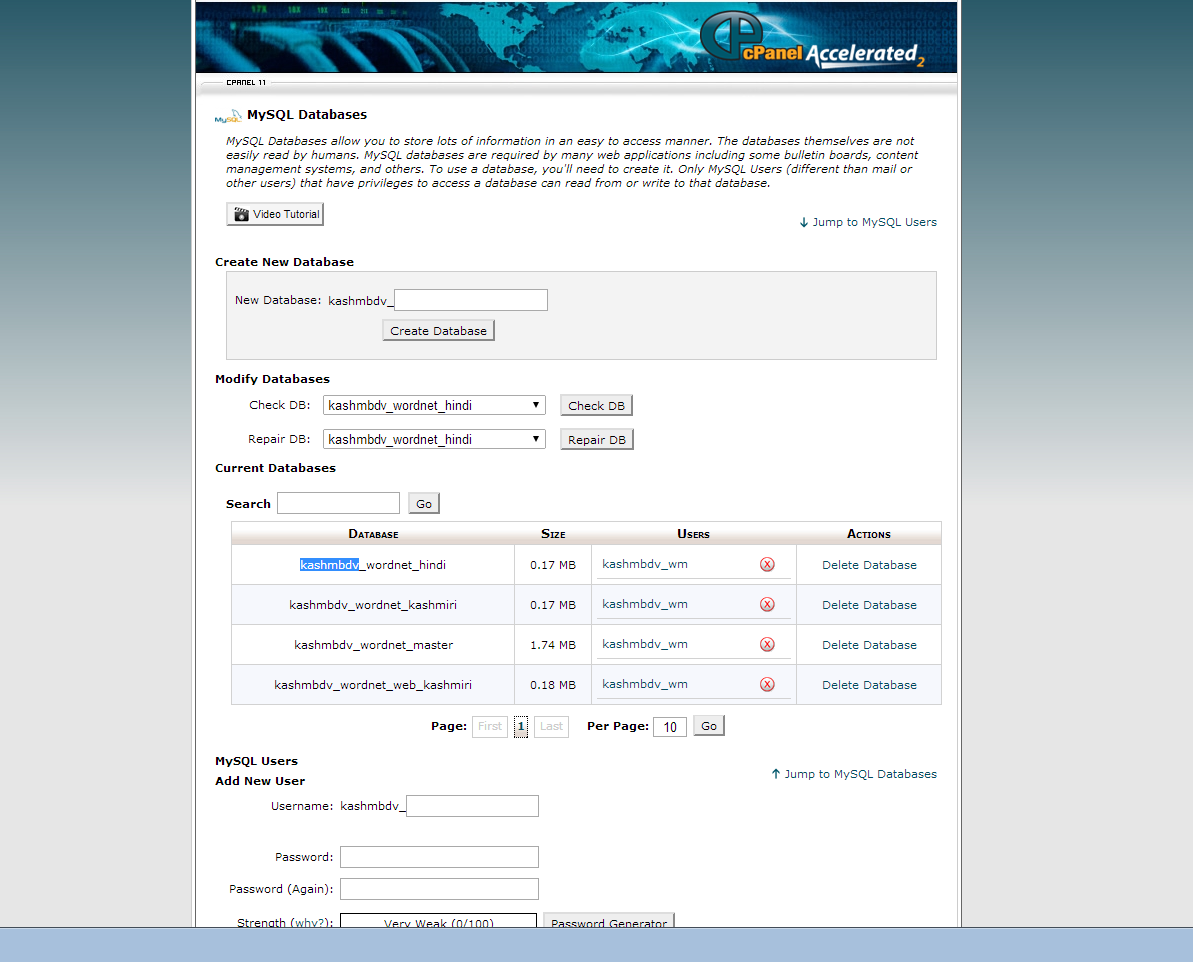 cPanel Accelerated2
CPANEL 11
MySQL MySQL Databases
MySQL Databases allow you to store lots of information in an easy to access manner. The databases themselves are not
easily read by humans. MySQL databases are required by many web applications including some bulletin boards, content
management systems, and others. To use a database, you'll need to create it. Only MySQL Users (different than mail or
other users) that have privileges to access a database can read from or write to that database.
Video Tutorial
↓ Jump to MySQL Users
Create New Database
New Database: kashmbdv_
Create Database
Modify Databases
Check DB: kashmbdv_wordnet_hindi Check DB
Repair DB: kashmbdv_wordnet_hindi Repair DB
Current Databases
Search Go
Database Size Users Actions
kashmbdv_wordnet_hindi 0.17 MB kashmbdv_wm Delete Database
kashmbdv_wordnet_kashmiri 0.17 MB kashmbdv_wm Delete Database
kashmbdv_wordnet_master 1.74 MB kashmbdv_wm Delete Database
kashmbdv_wordnet_web_kashmiri 0.18 MB kashmbdv_wm Delete Database
Page: First 1 Last Per Page: 10 Go
MySQL Users
↑ Jump to MySQL Databases
Add New User
Username: kashmbdv_
Password:
Password (Again):
Strength (why?): Very Weak (0/100) Password Generator